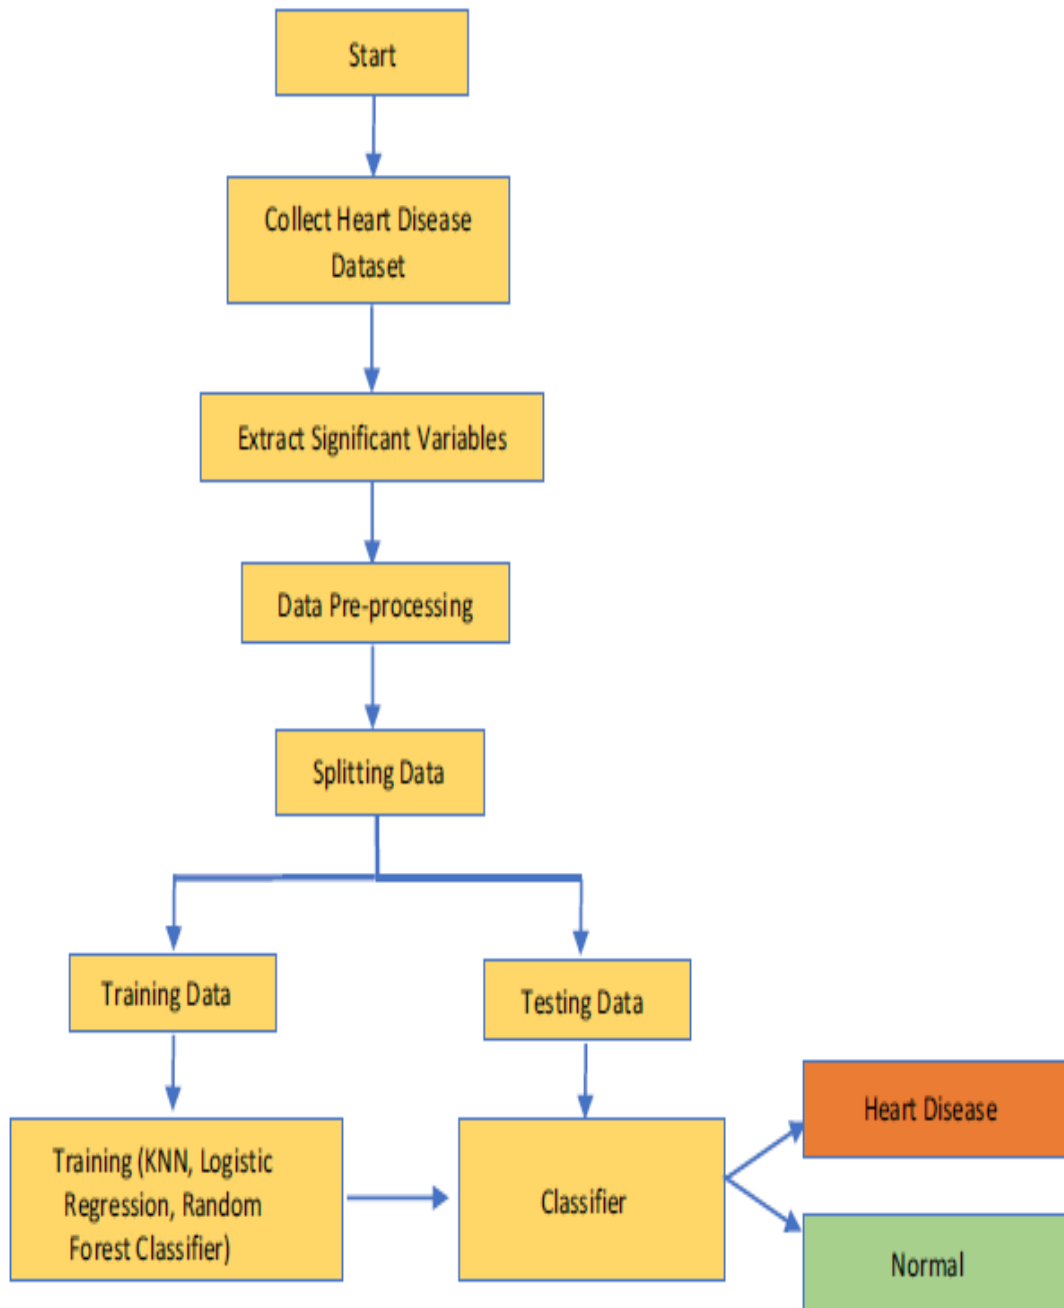 Start
Collect Heart Disease
Dataset
Extract Significant Variables
Data Pre-processing
Splitting Data
Training Data
Testing Data
Training (KNN, Logistic
Regression, Random
Forest Classifier)
Classifier
Heart Disease
Normal